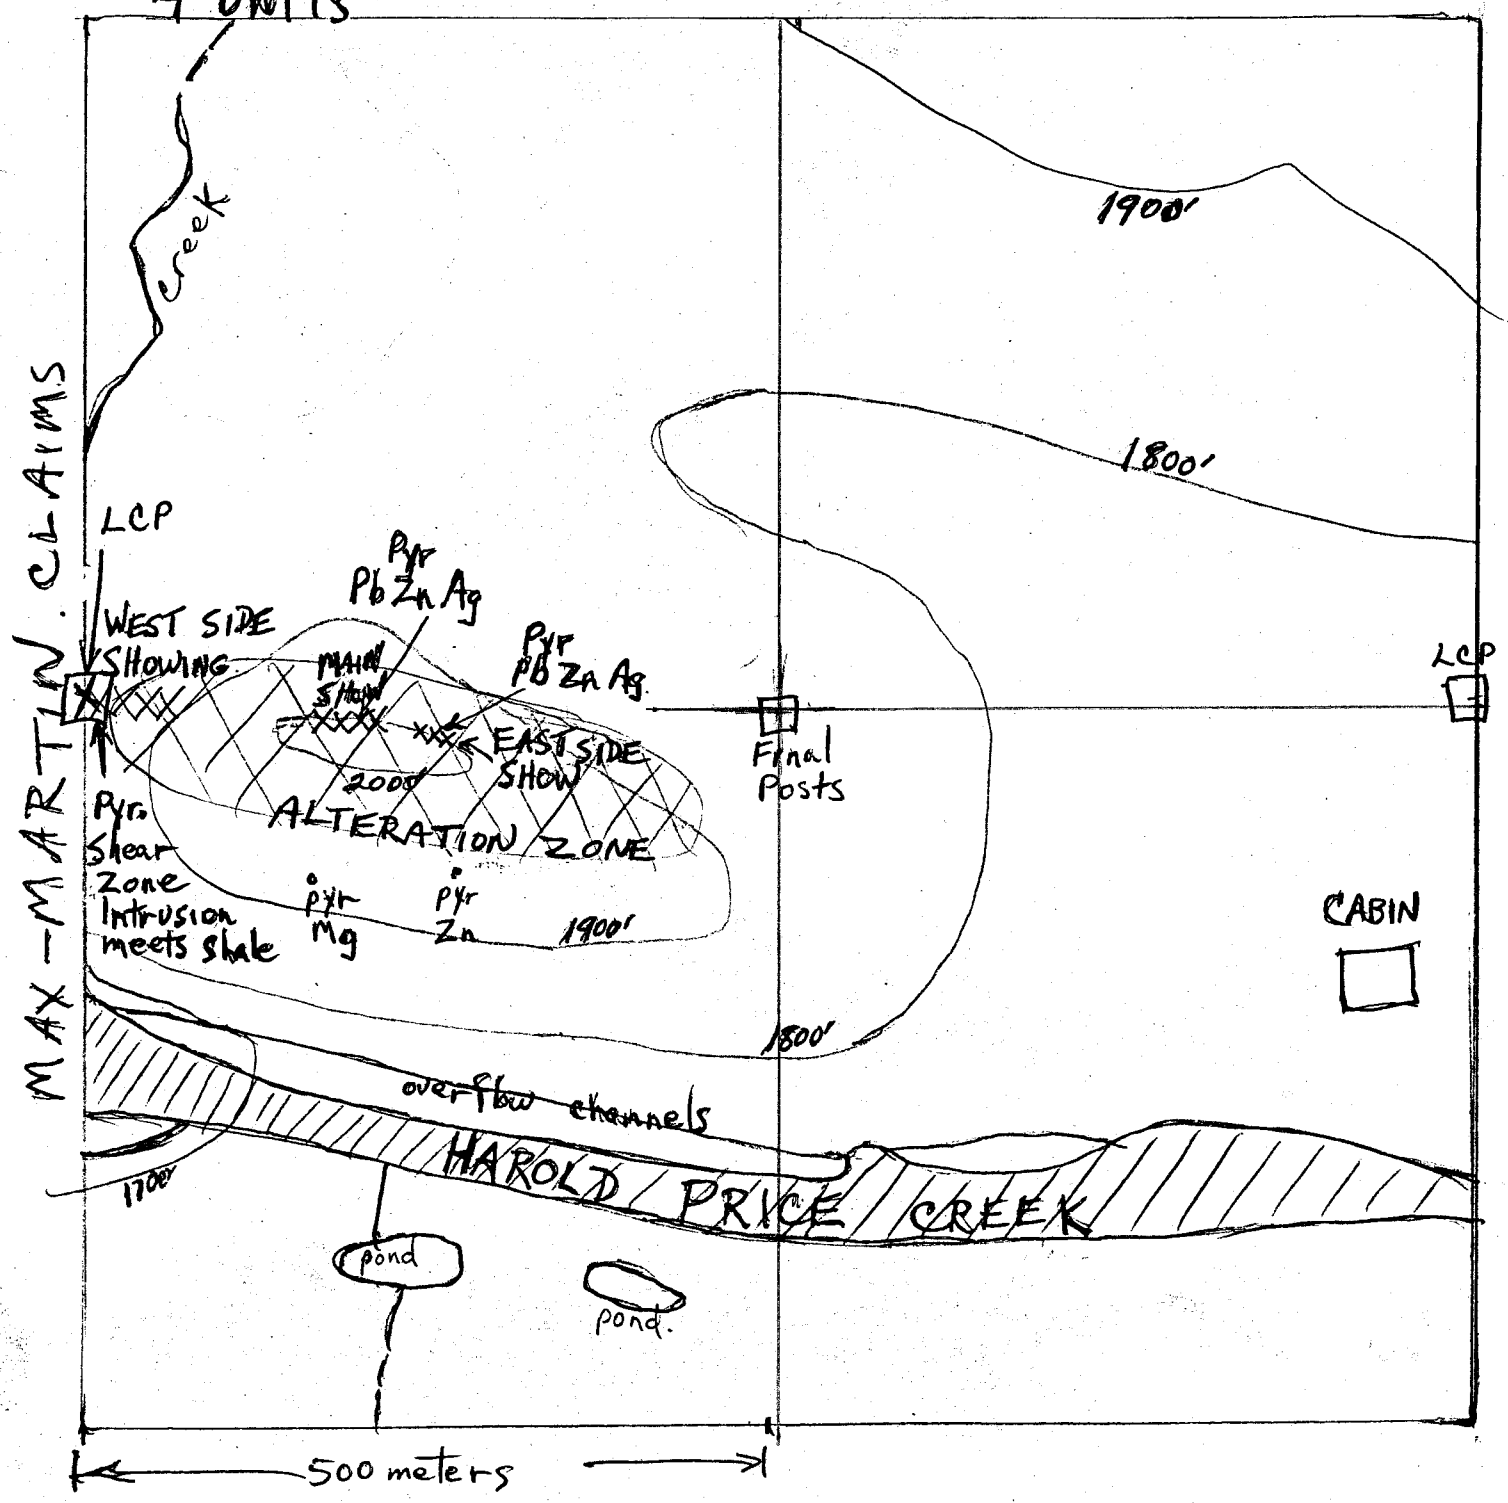 4 UNITS
Creek
1900'
1800'
MAX-MARTIN. CLAIMS
LCP
Pyr
Pb Zn Ag
WEST SIDE
SHOWING
MAIN
SHOW
Pyr
Pb Zn Ag
LCP
EAST SIDE
SHOW
Final
Posts
2000'
ALTERATION ZONE
Pyr.
Shear
Zone
Intrusion
meets Shale
pyr
Mg
pyr
Zn
1900'
CABIN
1800'
overflow channels
HAROLD PRICE CREEK
1700'
pond
pond.
500 meters